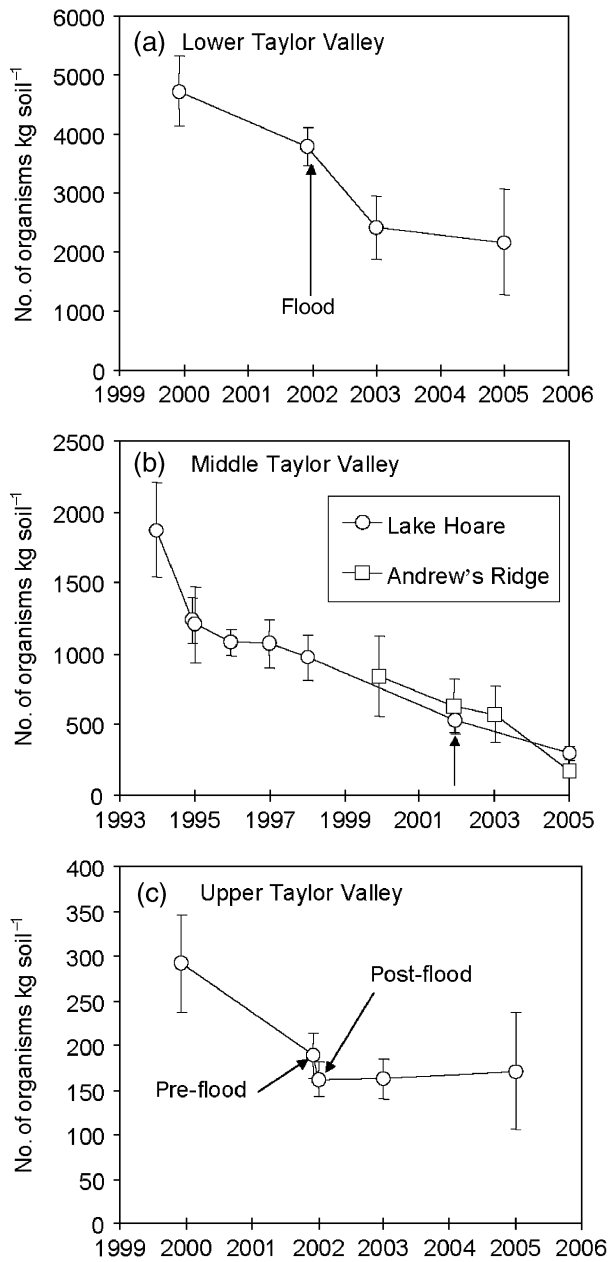 (a) Lower Taylor Valley
No. of organisms kg soil⁻¹
6000
5000
4000
3000
2000
1000
0
Flood
1999 2000 2001 2002 2003 2005 2006
(b) Middle Taylor Valley
No. of organisms kg soil⁻¹
2500
2000
1500
1000
500
0
Lake Hoare
Andrew's Ridge
1993 1995 1997 1999 2001 2003 2005
(c) Upper Taylor Valley
No. of organisms kg soil⁻¹
400
350
300
250
200
150
100
50
0
Post-flood
Pre-flood
1999 2000 2001 2002 2003 2004 2005 2006